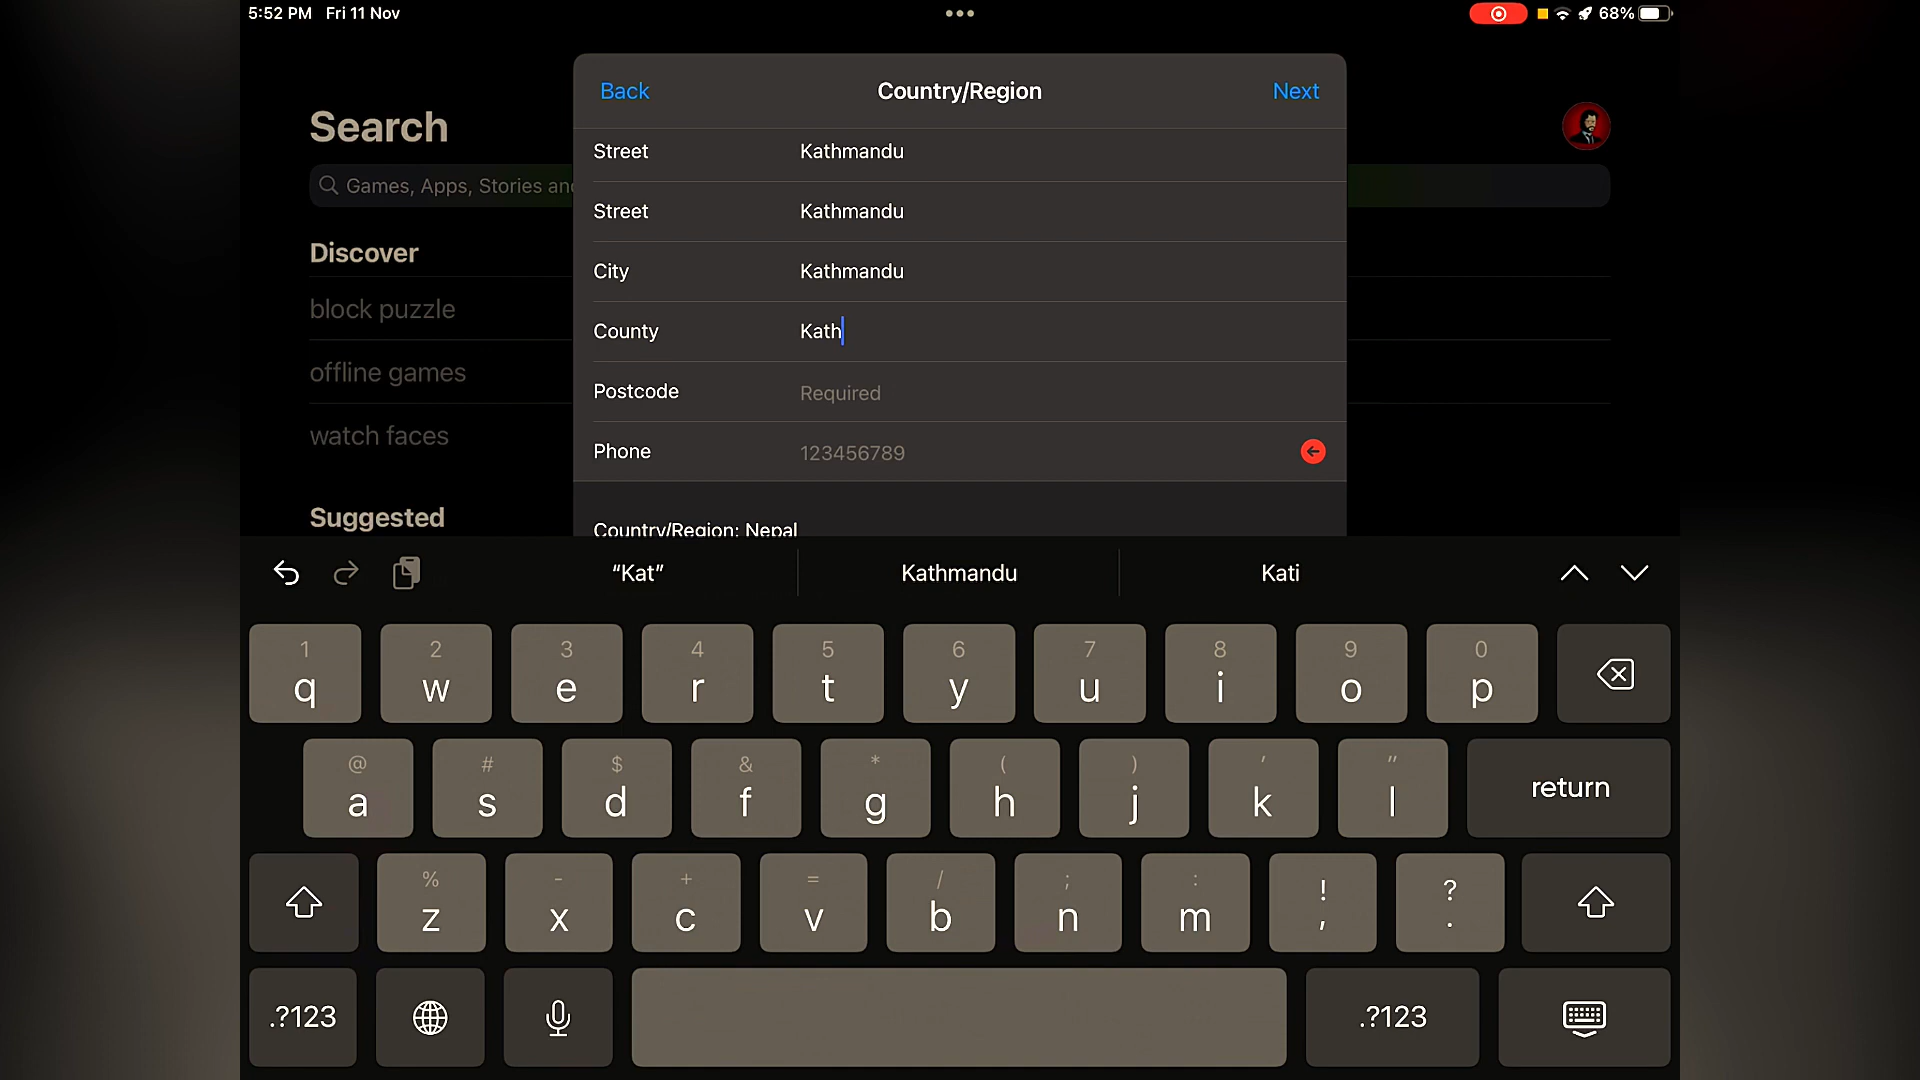 5:52 PM Fri 11 Nov
68%
Back
Country/Region
Next
Search
Games, Apps, Stories and
Discover
block puzzle
offline games
watch faces
Suggested
Street Kathmandu
Street Kathmandu
City Kathmandu
County Kath
Postcode Required
Phone 123456789
Country/Region: Nepal
“Kat” Kathmandu Kati
1 2 3 4 5 6 7 8 9 0
q w e r t y u i o p
@ # $ & * ( ) ' "
a s d f g h j k l return
% - + = / ; : ! ?
z x c v b n m , .
.?123 .?123